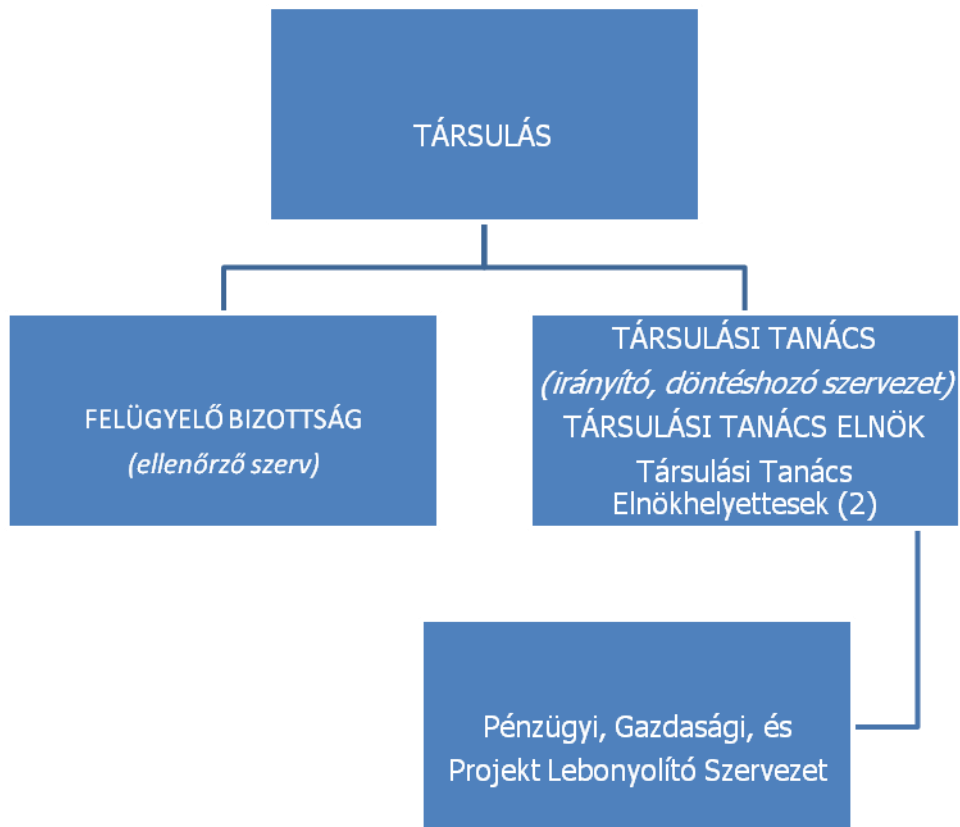 TÁRSULÁS
FELÜGYELŐ BIZOTTSÁG
(ellenőrző szerv)
TÁRSULÁSI TANÁCS
(irányító, döntéshozó szervezet)
TÁRSULÁSI TANÁCS ELNÖK
Társulási Tanács
Elnökhelyettesek (2)
Pénzügyi, Gazdasági, és
Projekt Lebonyolító Szervezet